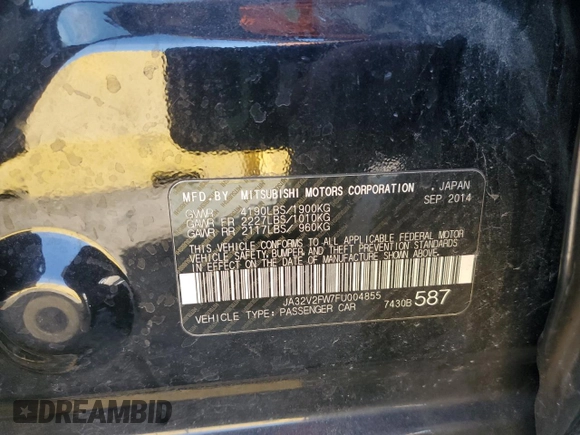 MFD.BY MITSUBISHI MOTORS CORPORATION , JAPAN
SEP 2014
GVWR 4190LBS/1900KG
GAWR FR 2227LBS/1010KG
GAWR RR 2117LBS/ 960KG
THIS VEHICLE CONFORMS TO ALL APPLICABLE FEDERAL MOTOR
VEHICLE SAFETY, BUMPER AND THEFT PREVENTION STANDARDS
IN EFFECT ON THE DATE OF MANUFACTURE SHOWN ABOVE.
JA32V2FW7FU004855
VEHICLE TYPE: PASSENGER CAR 7430B 587
DREAMBID